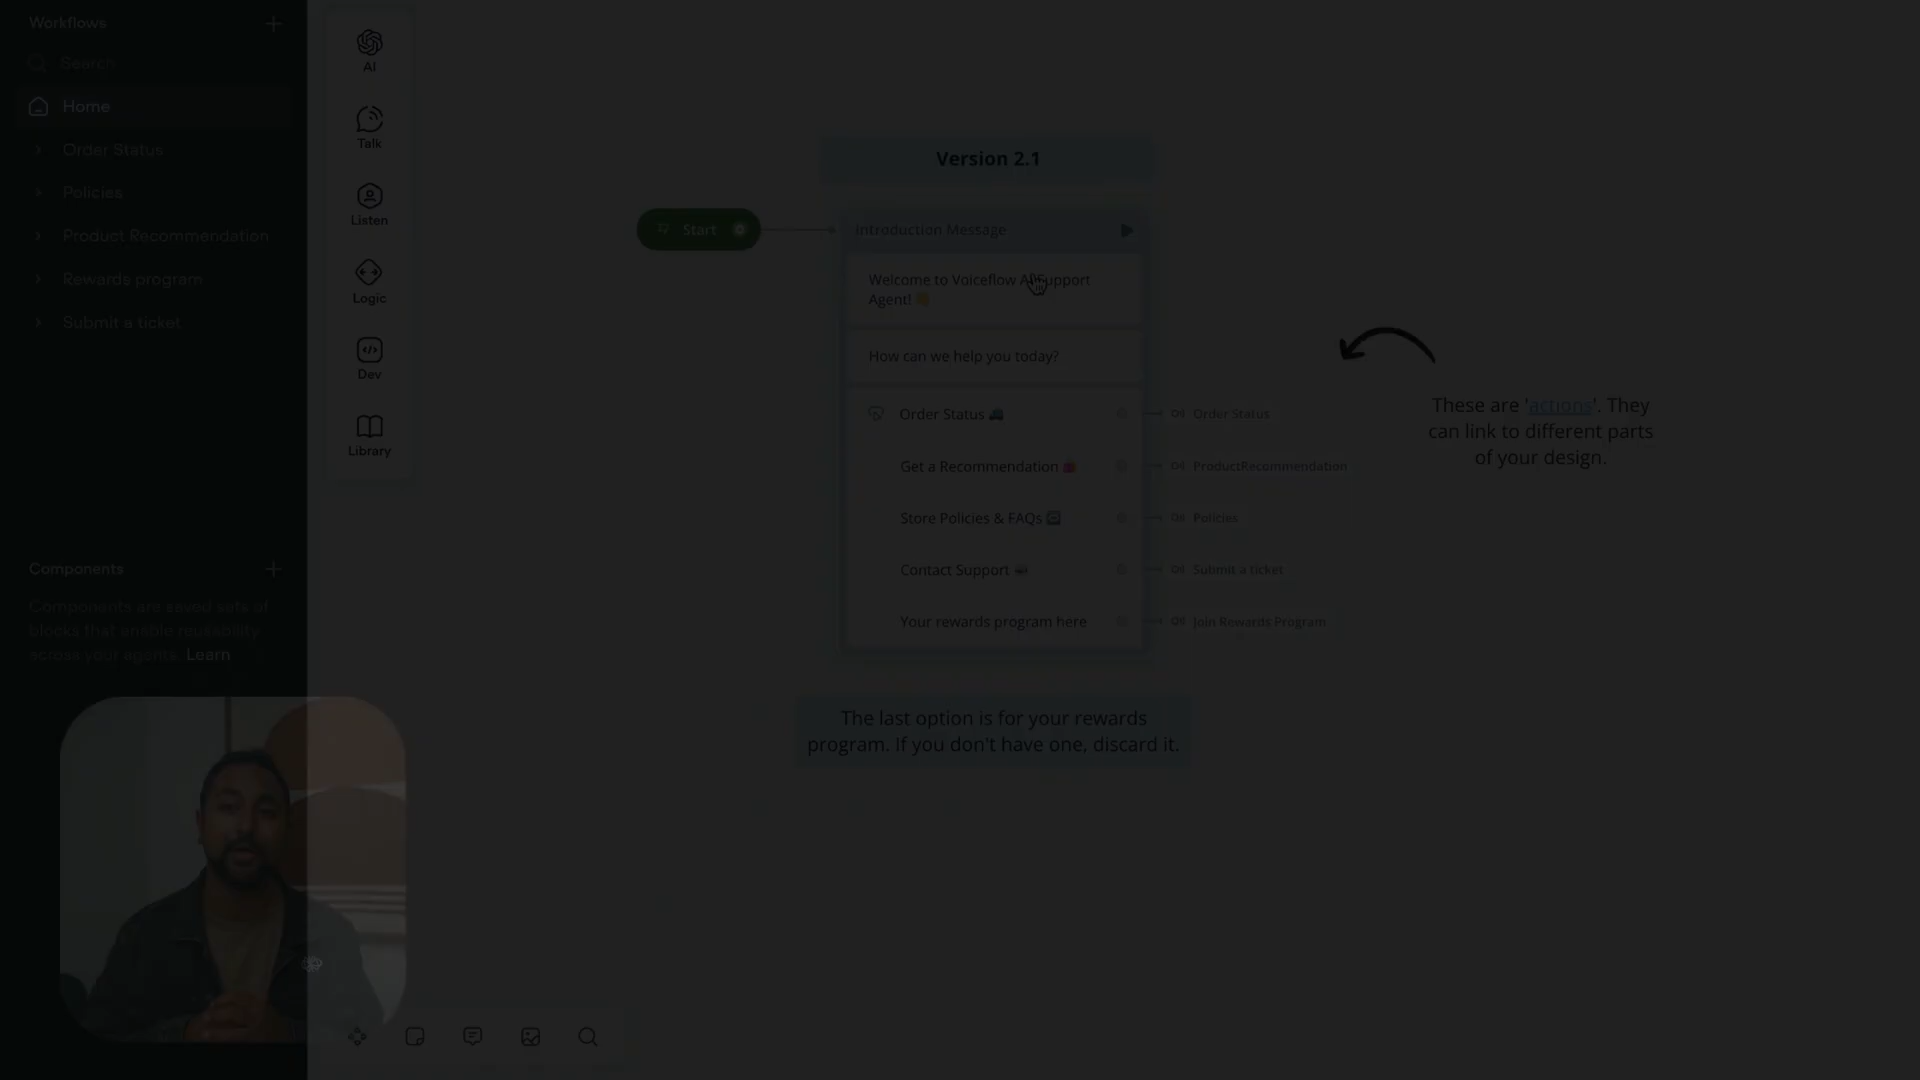 Workflows
Search
Home
Order Status
Policies
Product Recommendation
Rewards program
Submit a ticket
Components
Components are saved sets of
blocks that enable reusability
across your agents. Learn
AI
Talk
Listen
Logic
Dev
Library
Version 2.1
Start
Introduction Message
Welcome to Voiceflow AI Support
Agent! 👋
How can we help you today?
Order Status 🚚
Order Status
Get a Recommendation 🎁
ProductRecommendation
Store Policies & FAQs
Policies
Contact Support
Submit a ticket
Your rewards program here
Join Rewards Program
The last option is for your rewards
program. If you don't have one, discard it.
These are 'actions'. They
can link to different parts
of your design.